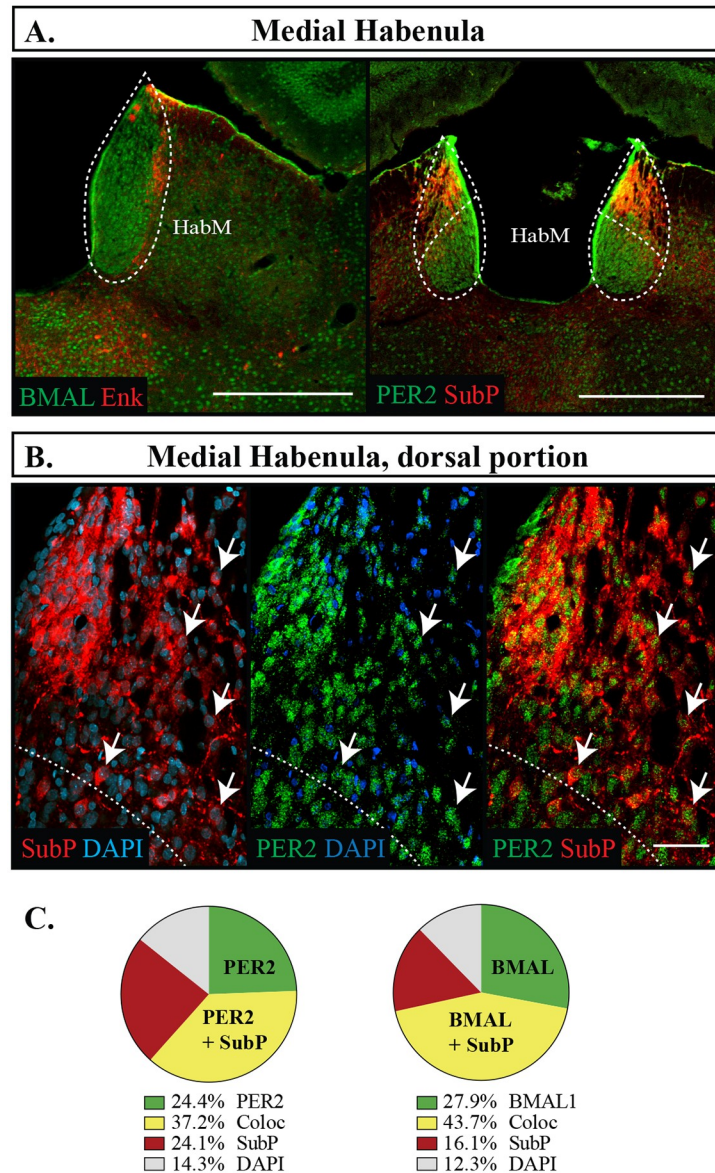 A. Medial Habenula
HabM
BMAL Enk
HabM
PER2 SubP
B. Medial Habenula, dorsal portion
SubP DAPI
PER2 DAPI
PER2 SubP
C.
PER2
PER2
+ SubP
24.4% PER2
37.2% Coloc
24.1% SubP
14.3% DAPI
BMAL
BMAL
+ SubP
27.9% BMAL1
43.7% Coloc
16.1% SubP
12.3% DAPI